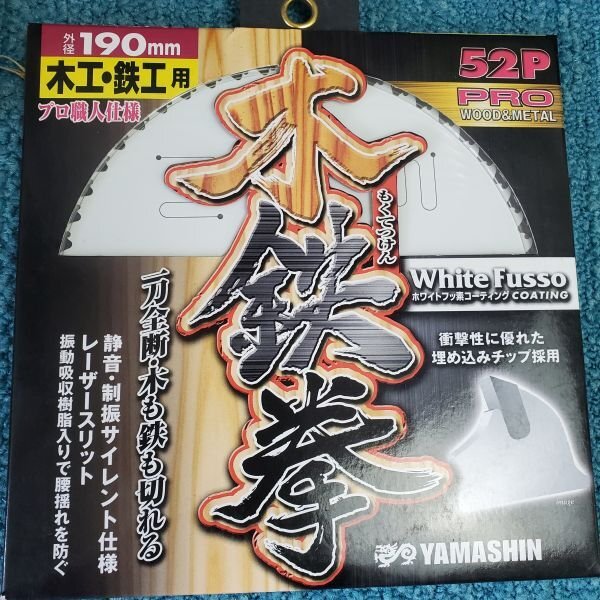 外径190mm
木工・鉄工用
プロ職人仕様
52P
PRO
WOOD&METAL
木鉄拳
もくてつけん
White Fusso
ホワイトフッ素コーティング COATING
衝撃性に優れた
埋め込みチップ採用
一刀全断・木も鉄も切れる
静音・制振サイレント仕様
レーザースリット
振動吸収樹脂入りで腰揺れを防ぐ
image
YAMASHIN